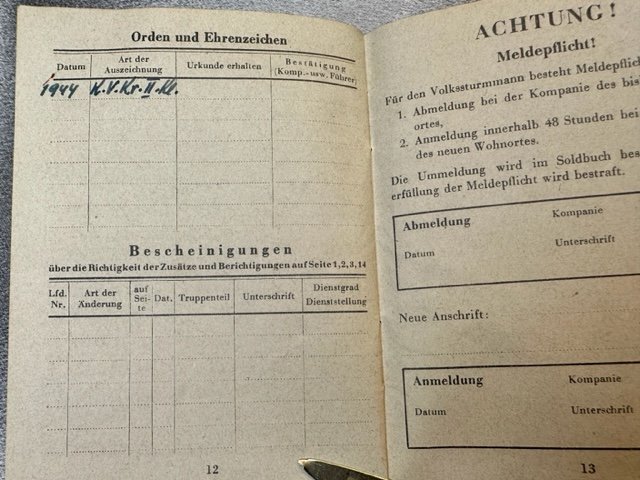 Orden und Ehrenzeichen
Datum
Art der
Auszeichnung
Urkunde erhalten
Bestätigung
(Komp.- usw. Führer)
1944 K.V.Kr.II.Kl.
Bescheinigungen
über die Richtigkeit der Zusätze und Berichtigungen auf Seite 1, 2, 3, 14
Lfd.
Nr.
Art der
Änderung
auf
Sei-
te
Dat.
Truppenteil
Unterschrift
Dienstgrad
Dienststellung
12
ACHTUNG!
Meldepflicht!
Für den Volkssturmmann besteht Meldepflich
1. Abmeldung bei der Kompanie des bis
ortes,
2. Anmeldung innerhalb 48 Stunden bei
des neuen Wohnortes.
Die Ummeldung wird im Soldbuch bes
erfüllung der Meldepflicht wird bestraft.
Abmeldung
Kompanie
Datum
Unterschrift
Neue Anschrift:
Anmeldung
Kompanie
Datum
Unterschrift
13